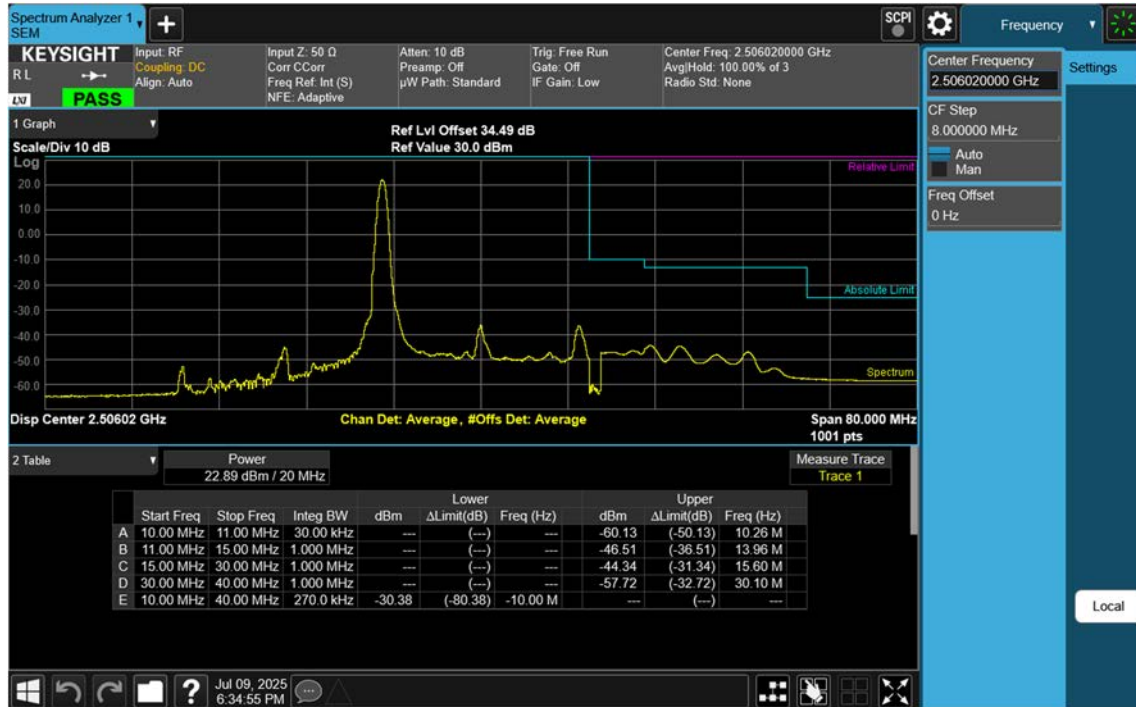 Spectrum Analyzer 1
SEM
SCPI
Frequency
KEYSIGHT
R L
LXI
PASS
Input: RF
Coupling: DC
Align: Auto
Input Z: 50 Ω
Corr CCorr
Freq Ref: Int (S)
NFE: Adaptive
Atten: 10 dB
Preamp: Off
µW Path: Standard
Trig: Free Run
Gate: Off
IF Gain: Low
Center Freq: 2.506020000 GHz
Avg|Hold: 100.00% of 3
Radio Std: None
Center Frequency
2.506020000 GHz
Settings
CF Step
8.000000 MHz
Auto
Man
Freq Offset
0 Hz
1 Graph
Scale/Div 10 dB
Ref Lvl Offset 34.49 dB
Ref Value 30.0 dBm
Log
Relative Limit
20.0
10.0
0.00
-10.0
-20.0
Absolute Limit
-30.0
-40.0
-50.0
Spectrum
-60.0
Disp Center 2.50602 GHz
Chan Det: Average, #Offs Det: Average
Span 80.000 MHz
1001 pts
2 Table
Power
22.89 dBm / 20 MHz
Measure Trace
Trace 1
Lower Upper
Start Freq Stop Freq Integ BW dBm ΔLimit(dB) Freq (Hz) dBm ΔLimit(dB) Freq (Hz)
A 10.00 MHz 11.00 MHz 30.00 kHz --- (---) --- -60.13 (-50.13) 10.26 M
B 11.00 MHz 15.00 MHz 1.000 MHz --- (---) --- -46.51 (-36.51) 13.96 M
C 15.00 MHz 30.00 MHz 1.000 MHz --- (---) --- -44.34 (-31.34) 15.60 M
D 30.00 MHz 40.00 MHz 1.000 MHz --- (---) --- -57.72 (-32.72) 30.10 M
E 10.00 MHz 40.00 MHz 270.0 kHz -30.38 (-80.38) -10.00 M --- (---) ---
Local
?
Jul 09, 2025
6:34:55 PM